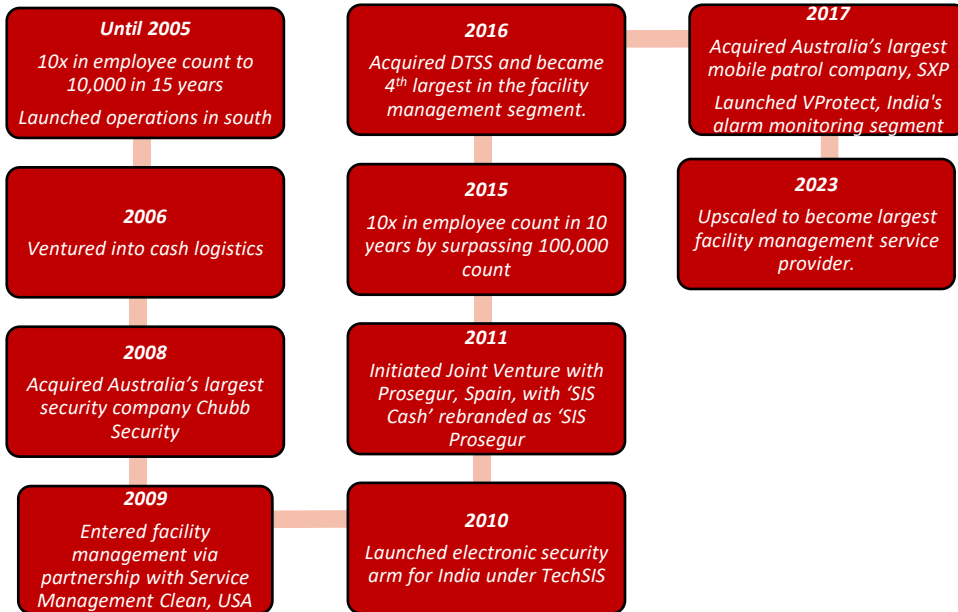 Until 2005
10x in employee count to
10,000 in 15 years
Launched operations in south
2006
Ventured into cash logistics
2008
Acquired Australia's largest
security company Chubb
Security
2009
Entered facility
management via
partnership with Service
Management Clean, USA
2010
Launched electronic security
arm for India under TechSIS
2011
Initiated Joint Venture with
Prosegur, Spain, with ‘SIS
Cash’ rebranded as ‘SIS
Prosegur
2015
10x in employee count in 10
years by surpassing 100,000
count
2016
Acquired DTSS and became
4th largest in the facility
management segment.
2017
Acquired Australia’s largest
mobile patrol company, SXP
Launched VProtect, India's
alarm monitoring segment
2023
Upscaled to become largest
facility management service
provider.